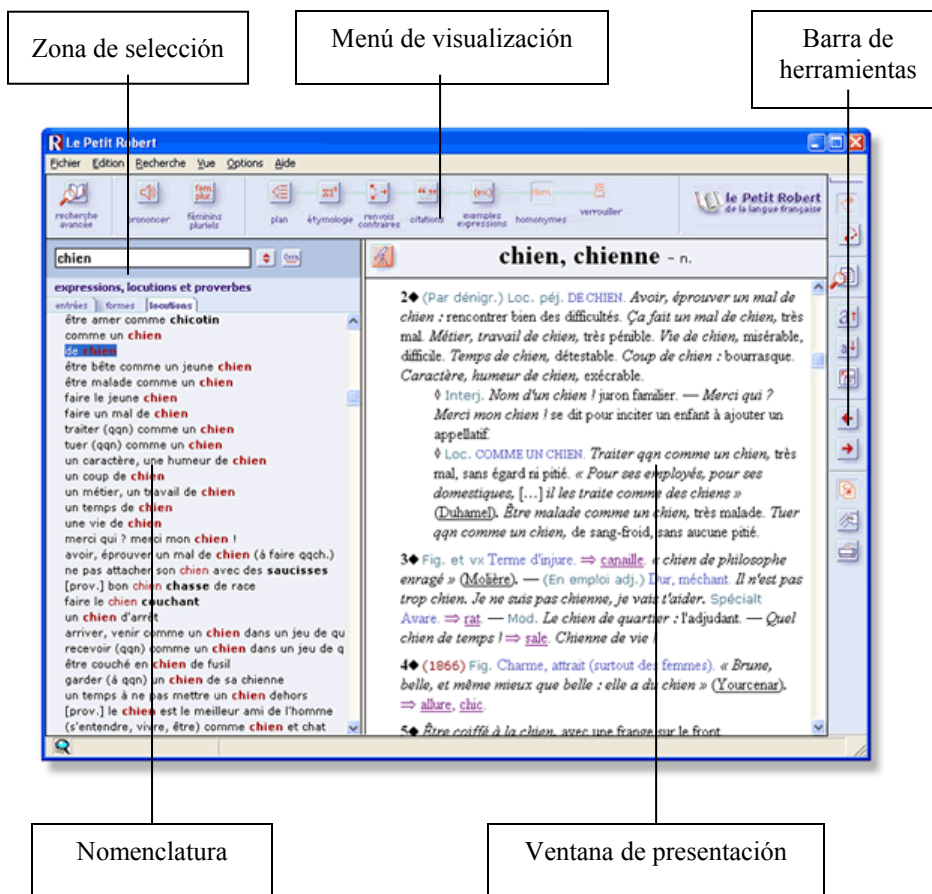 Zona de selección
Menú de visualización
Barra de
herramientas
Le Petit Robert
Fichier Edition Recherche Vue Options Aide
recherche
avancée
prononcer
fém.
plur.
féminins
pluriels
plan
étymologie
renvois
contraires
citations
(ex)
exemples
expressions
Hom.
homonymes
verrouiller
le Petit Robert
de la langue française
chien
chien, chienne - n.
expressions, locutions et proverbes
entrées formes locutions
être amer comme chicotin
comme un chien
de chien
être bête comme un jeune chien
être malade comme un chien
faire le jeune chien
faire un mal de chien
traiter (qqn) comme un chien
tuer (qqn) comme un chien
un caractère, une humeur de chien
un coup de chien
un métier, un travail de chien
un temps de chien
une vie de chien
merci qui ? merci mon chien !
avoir, éprouver un mal de chien (à faire qqch.)
ne pas attacher son chien avec des saucisses
[prov.] bon chien chasse de race
faire le chien couchant
un chien d'arrêt
arriver, venir comme un chien dans un jeu de qu
recevoir (qqn) comme un chien dans un jeu de q
être couché en chien de fusil
garder (à qqn) un chien de sa chienne
un temps à ne pas mettre un chien dehors
[prov.] le chien est le meilleur ami de l'homme
(s'entendre, vivre, être) comme chien et chat
2◆ (Par dénigr.) Loc. péj. DE CHIEN. Avoir, éprouver un mal de
chien : rencontrer bien des difficultés. Ça fait un mal de chien, très
mal. Métier, travail de chien, très pénible. Vie de chien, misérable,
difficile. Temps de chien, détestable. Coup de chien : bourrasque.
Caractère, humeur de chien, exécrable.
◊ Interj. Nom d'un chien ! juron familier. — Merci qui ?
Merci mon chien ! se dit pour inciter un enfant à ajouter un
appellatif.
◊ Loc. COMME UN CHIEN. Traiter qqn comme un chien, très
mal, sans égard ni pitié. « Pour ses employés, pour ses
domestiques, [...] il les traite comme des chiens »
(Duhamel). Être malade comme un chien, très malade. Tuer
qqn comme un chien, de sang-froid, sans aucune pitié.
3◆ Fig. et vx Terme d'injure. ⇒ canaille. « chien de philosophe
enragé » (Molière). — (En emploi adj.) Dur, méchant. Il n'est pas
trop chien. Je ne suis pas chienne, je vais t'aider. Spécialt
Avare. ⇒ rat. — Mod. Le chien de quartier : l'adjudant. — Quel
chien de temps ! ⇒ sale. Chienne de vie !
4◆ (1866) Fig. Charme, attrait (surtout des femmes). « Brune,
belle, et même mieux que belle : elle a du chien » (Yourcenar).
⇒ allure, chic.
5◆ Être coiffé à la chien, avec une frange sur le front.
Nomenclatura
Ventana de presentación